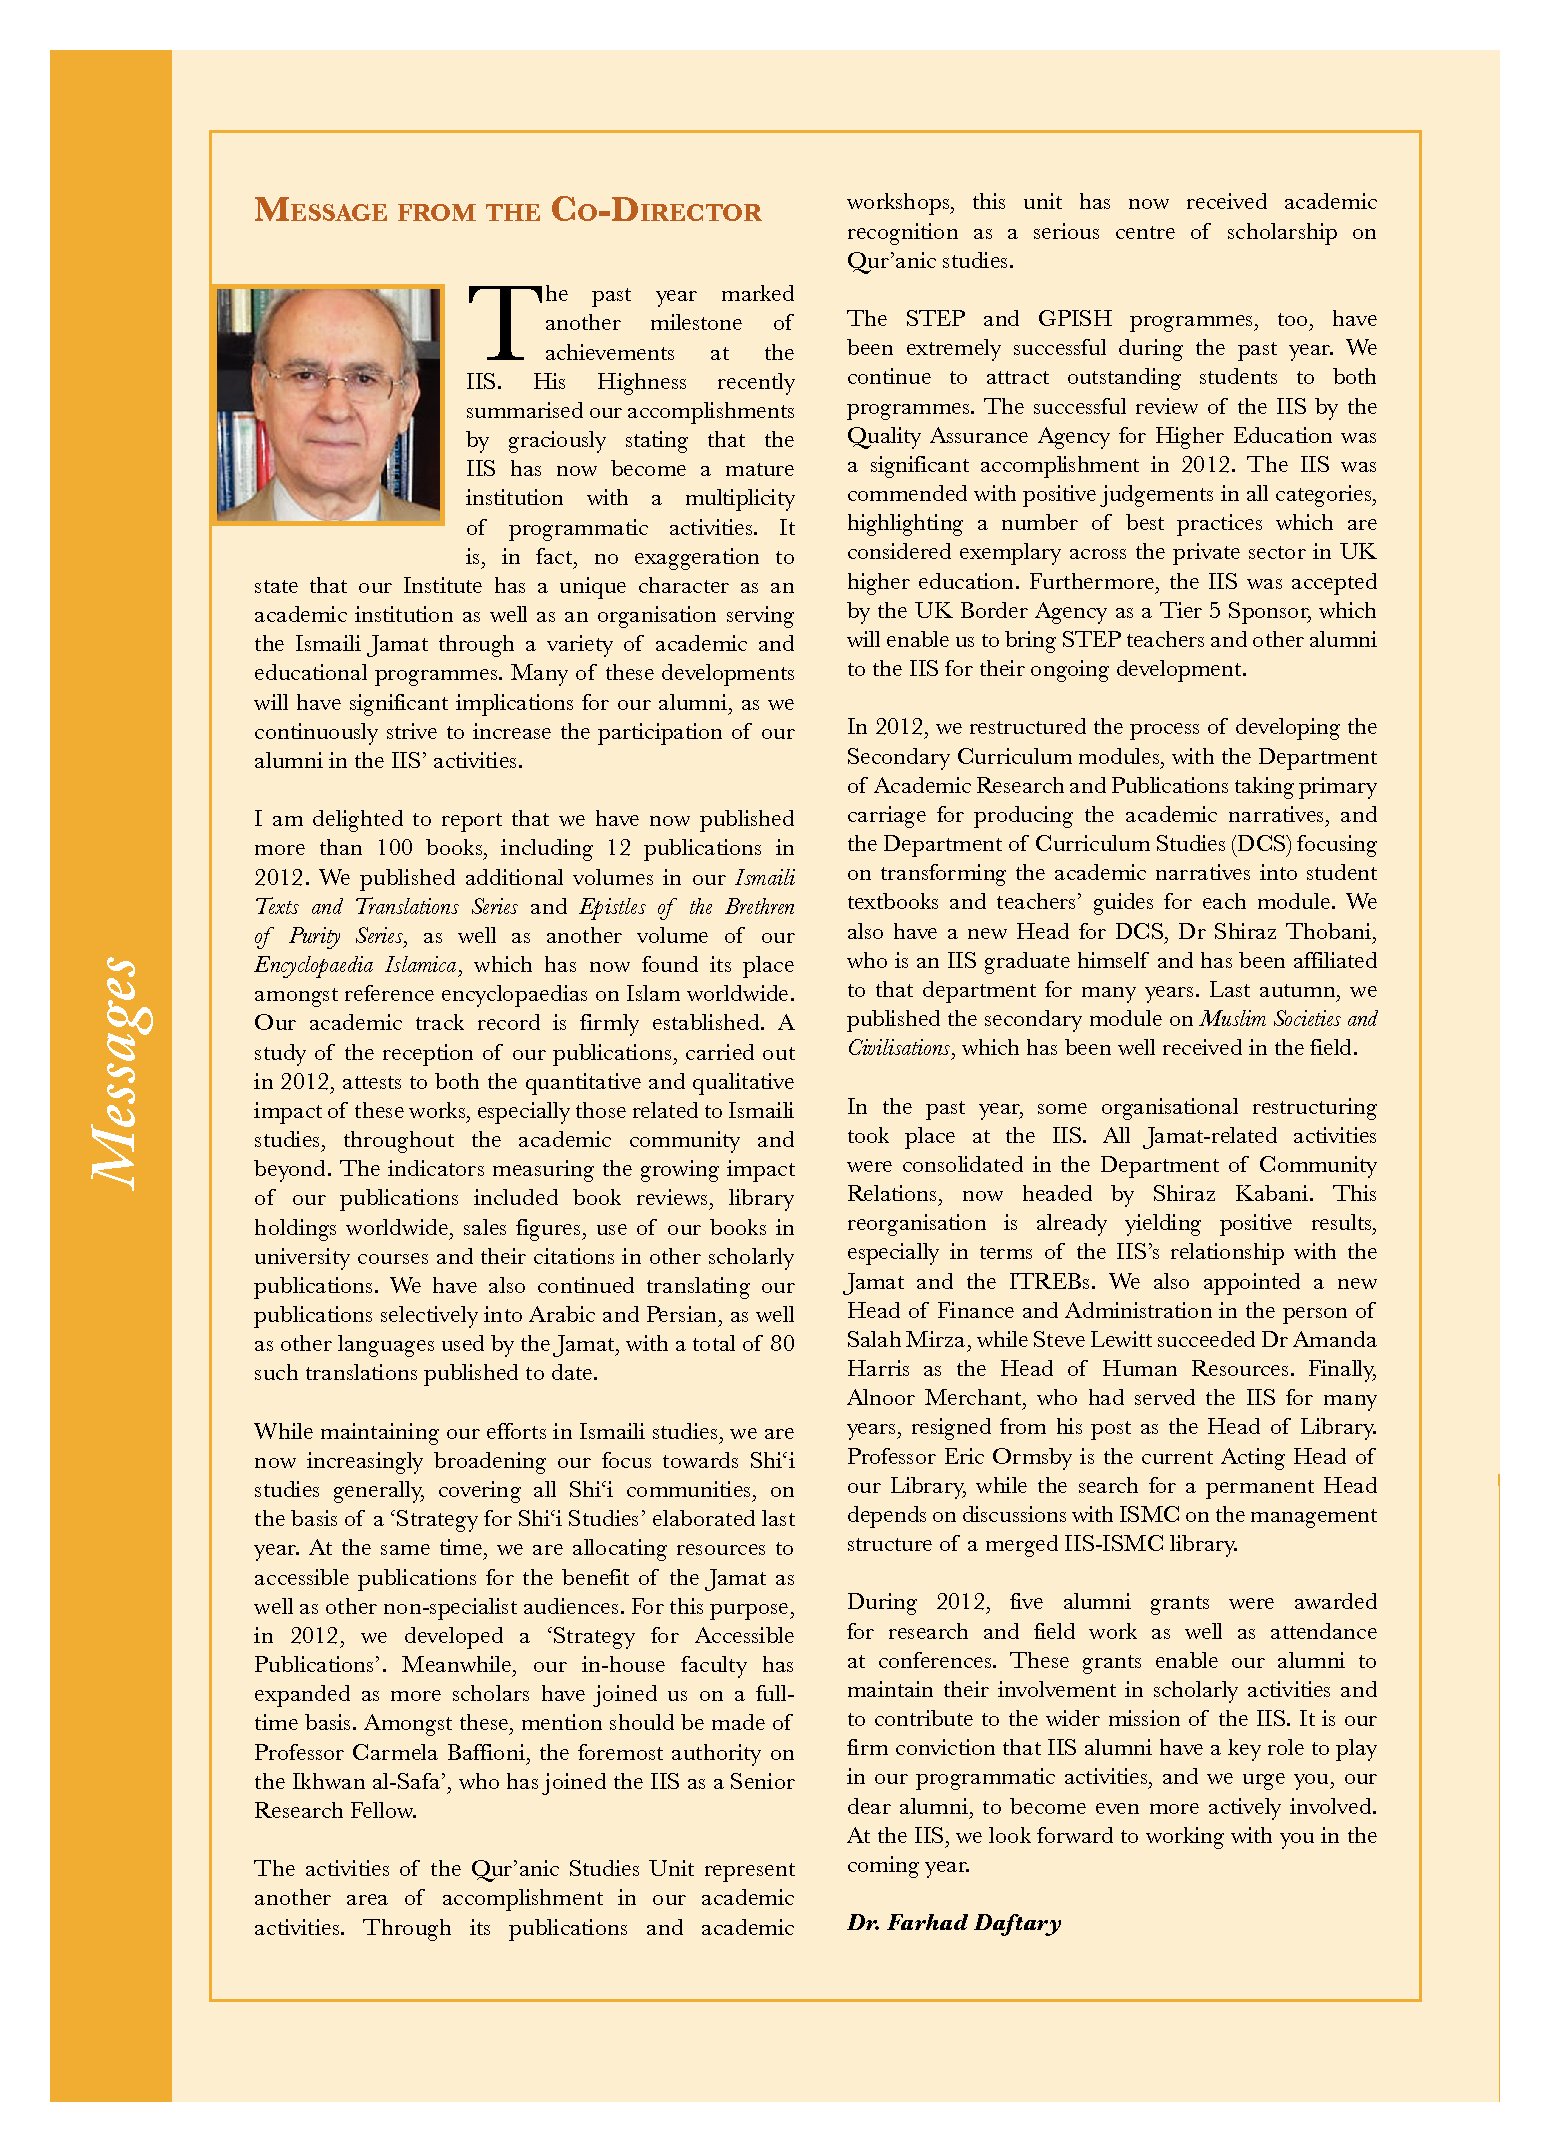 Messages
Message from the Co-Director
The past year marked
another milestone of
achievements at the
IIS. His Highness recently
summarised our accomplishments
by graciously stating that the
IIS has now become a mature
institution with a multiplicity
of programmatic activities. It
is, in fact, no exaggeration to
state that our Institute has a unique character as an
academic institution as well as an organisation serving
the Ismaili Jamat through a variety of academic and
educational programmes. Many of these developments
will have significant implications for our alumni, as we
continuously strive to increase the participation of our
alumni in the IIS’ activities.
I am delighted to report that we have now published
more than 100 books, including 12 publications in
2012. We published additional volumes in our Ismaili
Texts and Translations Series and Epistles of the Brethren
of Purity Series, as well as another volume of our
Encyclopaedia Islamica, which has now found its place
amongst reference encyclopaedias on Islam worldwide.
Our academic track record is firmly established. A
study of the reception of our publications, carried out
in 2012, attests to both the quantitative and qualitative
impact of these works, especially those related to Ismaili
studies, throughout the academic community and
beyond. The indicators measuring the growing impact
of our publications included book reviews, library
holdings worldwide, sales figures, use of our books in
university courses and their citations in other scholarly
publications. We have also continued translating our
publications selectively into Arabic and Persian, as well
as other languages used by the Jamat, with a total of 80
such translations published to date.
While maintaining our efforts in Ismaili studies, we are
now increasingly broadening our focus towards Shi‘i
studies generally, covering all Shi‘i communities, on
the basis of a ‘Strategy for Shi‘i Studies’ elaborated last
year. At the same time, we are allocating resources to
accessible publications for the benefit of the Jamat as
well as other non-specialist audiences. For this purpose,
in 2012, we developed a ‘Strategy for Accessible
Publications’. Meanwhile, our in-house faculty has
expanded as more scholars have joined us on a full-
time basis. Amongst these, mention should be made of
Professor Carmela Baffioni, the foremost authority on
the Ikhwan al-Safa’, who has joined the IIS as a Senior
Research Fellow.
The activities of the Qur’anic Studies Unit represent
another area of accomplishment in our academic
activities. Through its publications and academic
workshops, this unit has now received academic
recognition as a serious centre of scholarship on
Qur’anic studies.
The STEP and GPISH programmes, too, have
been extremely successful during the past year. We
continue to attract outstanding students to both
programmes. The successful review of the IIS by the
Quality Assurance Agency for Higher Education was
a significant accomplishment in 2012. The IIS was
commended with positive judgements in all categories,
highlighting a number of best practices which are
considered exemplary across the private sector in UK
higher education. Furthermore, the IIS was accepted
by the UK Border Agency as a Tier 5 Sponsor, which
will enable us to bring STEP teachers and other alumni
to the IIS for their ongoing development.
In 2012, we restructured the process of developing the
Secondary Curriculum modules, with the Department
of Academic Research and Publications taking primary
carriage for producing the academic narratives, and
the Department of Curriculum Studies (DCS) focusing
on transforming the academic narratives into student
textbooks and teachers’ guides for each module. We
also have a new Head for DCS, Dr Shiraz Thobani,
who is an IIS graduate himself and has been affiliated
to that department for many years. Last autumn, we
published the secondary module on Muslim Societies and
Civilisations, which has been well received in the field.
In the past year, some organisational restructuring
took place at the IIS. All Jamat-related activities
were consolidated in the Department of Community
Relations, now headed by Shiraz Kabani. This
reorganisation is already yielding positive results,
especially in terms of the IIS’s relationship with the
Jamat and the ITREBs. We also appointed a new
Head of Finance and Administration in the person of
Salah Mirza, while Steve Lewitt succeeded Dr Amanda
Harris as the Head of Human Resources. Finally,
Alnoor Merchant, who had served the IIS for many
years, resigned from his post as the Head of Library.
Professor Eric Ormsby is the current Acting Head of
our Library, while the search for a permanent Head
depends on discussions with ISMC on the management
structure of a merged IIS-ISMC library.
During 2012, five alumni grants were awarded
for research and field work as well as attendance
at conferences. These grants enable our alumni to
maintain their involvement in scholarly activities and
to contribute to the wider mission of the IIS. It is our
firm conviction that IIS alumni have a key role to play
in our programmatic activities, and we urge you, our
dear alumni, to become even more actively involved.
At the IIS, we look forward to working with you in the
coming year.
Dr. Farhad Daftary